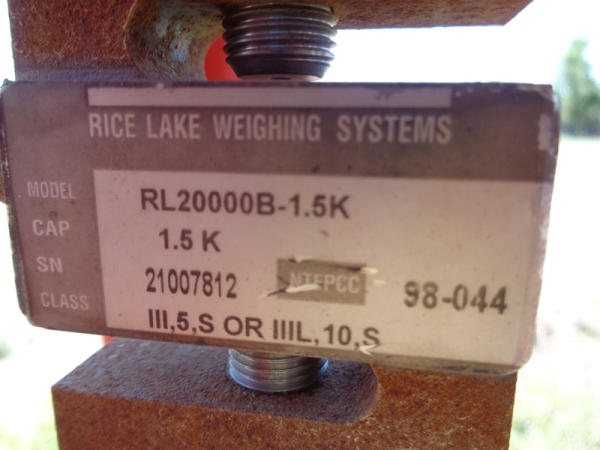 RICE LAKE WEIGHING SYSTEMS
MODEL RL20000B-1.5K
CAP 1.5 K
SN 21007812 NTEPCC 98-044
CLASS III,5,S OR IIIL,10,S